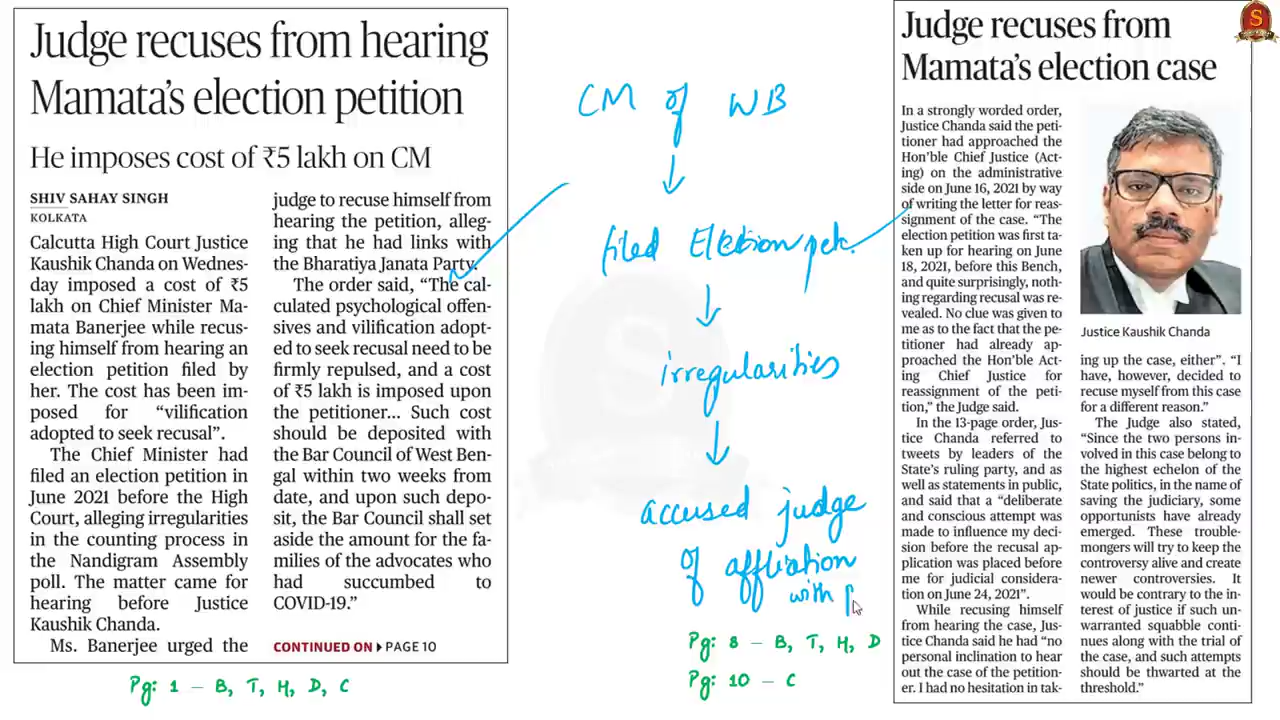 Judge recuses from hearing
Mamata's election petition
He imposes cost of ₹5 lakh on CM
SHIV SAHAY SINGH
KOLKATA
Calcutta High Court Justice
Kaushik Chanda on Wednes-
day imposed a cost of ₹5
lakh on Chief Minister Ma-
mata Banerjee while recus-
ing himself from hearing an
election petition filed by
her. The cost has been im-
posed for “vilification
adopted to seek recusal”.
The Chief Minister had
filed an election petition in
June 2021 before the High
Court, alleging irregularities
in the counting process in
the Nandigram Assembly
poll. The matter came for
hearing before Justice
Kaushik Chanda.
Ms. Banerjee urged the
judge to recuse himself from
hearing the petition, alleg-
ing that he had links with
the Bharatiya Janata Party.
The order said, “The cal-
culated psychological offen-
sives and vilification adopt-
ed to seek recusal need to be
firmly repulsed, and a cost
of ₹5 lakh is imposed upon
the petitioner... Such cost
should be deposited with
the Bar Council of West Ben-
gal within two weeks from
date, and upon such depo-
sit, the Bar Council shall set
aside the amount for the fa-
milies of the advocates who
had succumbed to
COVID-19.”
CONTINUED ON PAGE 10
Pg: 1 - B, T, H, D, C
CM of WB
filed Election pet.
irregularities
accused judge
of affliation
with
Pg: 8 - B, T, H, D
Pg: 10 - C
S
Judge recuses from
Mamata's election case
In a strongly worded order,
Justice Chanda said the peti-
tioner had approached the
Hon'ble Chief Justice (Act-
ing) on the administrative
side on June 16, 2021 by way
of writing the letter for reas-
signment of the case. “The
election petition was first ta-
ken up for hearing on June
18, 2021, before this Bench,
and quite surprisingly, noth-
ing regarding recusal was re-
vealed. No clue was given to
me as to the fact that the pe-
titioner had already ap-
proached the Hon'ble Act-
ing Chief Justice for
reassignment of the peti-
tion,” the Judge said.
In the 13-page order, Jus-
tice Chanda referred to
tweets by leaders of the
State's ruling party, and as
well as statements in public,
and said that a “deliberate
and conscious attempt was
made to influence my deci-
sion before the recusal ap-
plication was placed before
me for judicial considera-
tion on June 24, 2021”.
While recusing himself
from hearing the case, Jus-
tice Chanda said he had “no
personal inclination to hear
out the case of the petition-
er. I had no hesitation in tak-
Justice Kaushik Chanda
ing up the case, either”. “I
have, however, decided to
recuse myself from this case
for a different reason.”
The Judge also stated,
“Since the two persons in-
volved in this case belong to
the highest echelon of the
State politics, in the name of
saving the judiciary, some
opportunists have already
emerged. These trouble-
mongers will try to keep the
controversy alive and create
newer controversies. It
would be contrary to the in-
terest of justice if such un-
warranted squabble conti-
nues along with the trial of
the case, and such attempts
should be thwarted at the
threshold.”